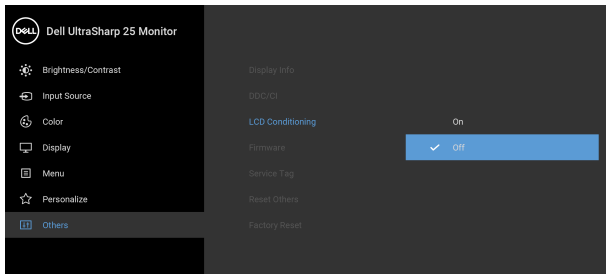 DELL Dell UltraSharp 25 Monitor
Brightness/Contrast
Input Source
Color
Display
Menu
Personalize
Others
Display Info
DDC/CI
LCD Conditioning
Firmware
Service Tag
Reset Others
Factory Reset
On
Off